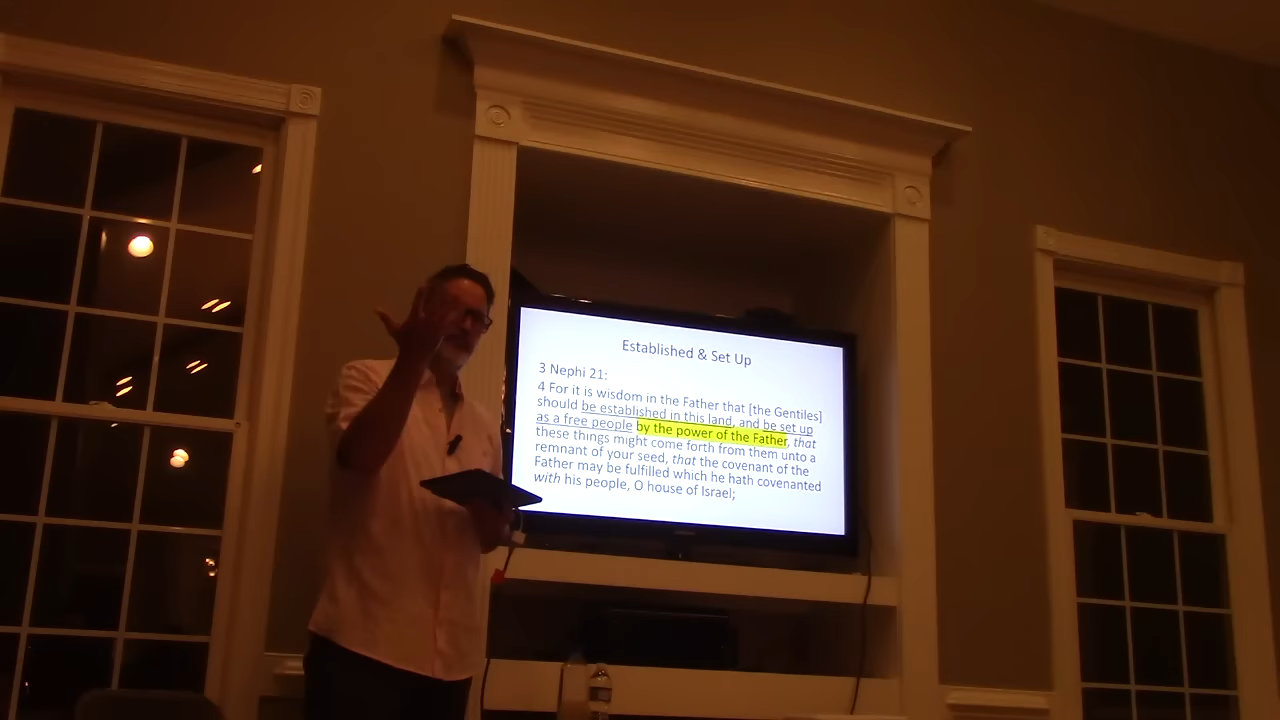 Established & Set Up
3 Nephi 21:
4 For it is wisdom in the Father that [the Gentiles]
should be established in this land, and be set up
as a free people by the power of the Father, that
these things might come forth from them unto a
remnant of your seed, that the covenant of the
Father may be fulfilled which he hath covenanted
with his people, O house of Israel;